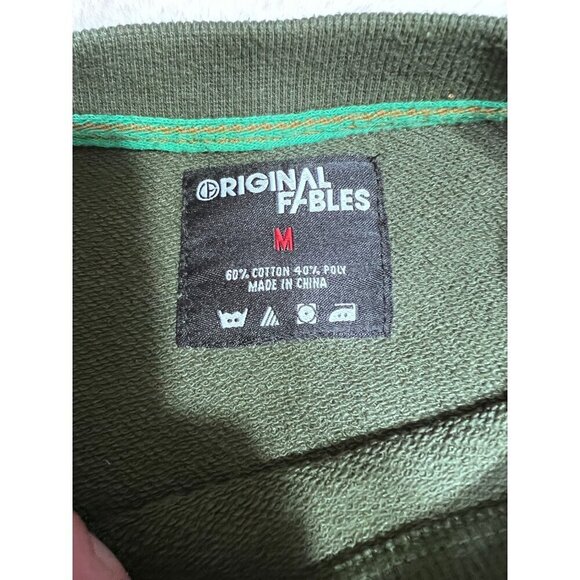 ORIGINAL
FABLES
M
60% COTTON 40% POLY
MADE IN CHINA